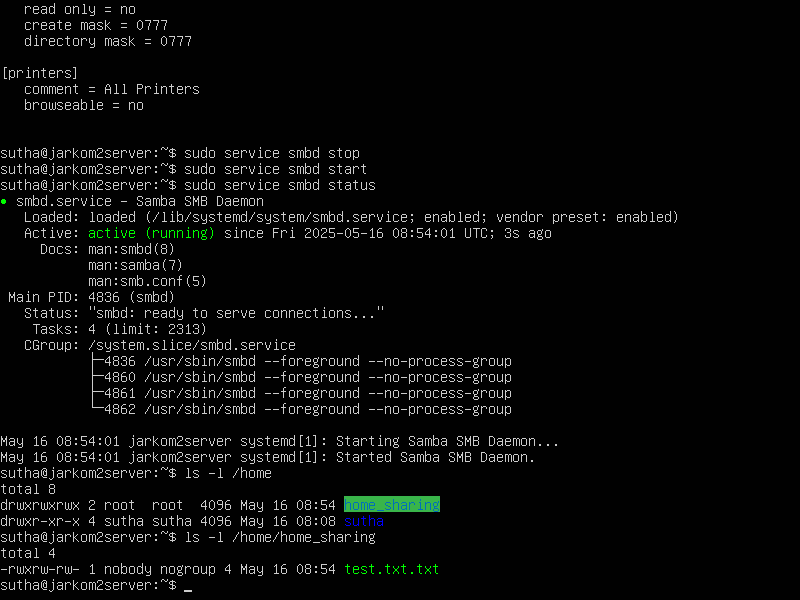 read only = no
create mask = 0777
directory mask = 0777
[printers]
comment = All Printers
browseable = no
sutha@jarkom2server:~$ sudo service smbd stop
sutha@jarkom2server:~$ sudo service smbd start
sutha@jarkom2server:~$ sudo service smbd status
● smbd.service - Samba SMB Daemon
Loaded: loaded (/lib/systemd/system/smbd.service; enabled; vendor preset: enabled)
Active: active (running) since Fri 2025-05-16 08:54:01 UTC; 3s ago
Docs: man:smbd(8)
man:samba(7)
man:smb.conf(5)
Main PID: 4836 (smbd)
Status: "smbd: ready to serve connections..."
Tasks: 4 (limit: 2313)
CGroup: /system.slice/smbd.service
├─4836 /usr/sbin/smbd --foreground --no-process-group
├─4860 /usr/sbin/smbd --foreground --no-process-group
├─4861 /usr/sbin/smbd --foreground --no-process-group
└─4862 /usr/sbin/smbd --foreground --no-process-group
May 16 08:54:01 jarkom2server systemd[1]: Starting Samba SMB Daemon...
May 16 08:54:01 jarkom2server systemd[1]: Started Samba SMB Daemon.
sutha@jarkom2server:~$ ls -l /home
total 8
drwxrwxrwx 2 root  root  4096 May 16 08:54 home_sharing
drwxr-xr-x 4 sutha sutha 4096 May 16 08:08 sutha
sutha@jarkom2server:~$ ls -l /home/home_sharing
total 4
-rwxrw-rw- 1 nobody nogroup 4 May 16 08:54 test.txt.txt
sutha@jarkom2server:~$ _